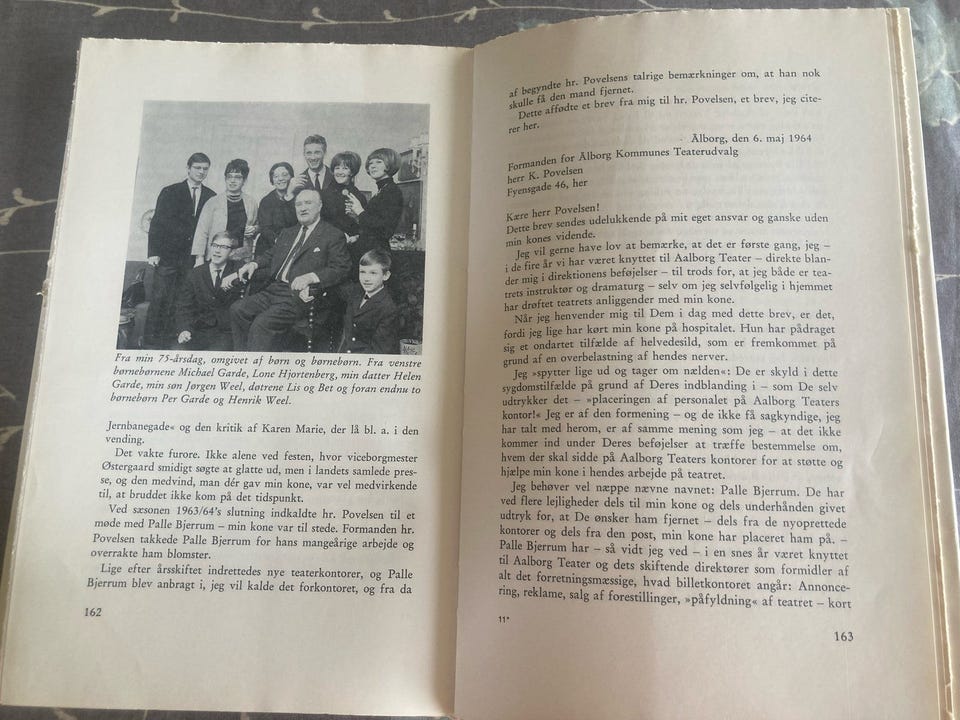 Fra min 75-årsdag, omgivet af børn og børnebørn. Fra venstre
børnebørnene Michael Garde, Lone Hjortenberg, min datter Helen
Garde, min søn Jørgen Weel, døtrene Lis og Bet og foran endnu to
børnebørn Per Garde og Henrik Weel.
Jernbanegade« og den kritik af Karen Marie, der lå bl. a. i den
vending.
Det vakte furore. Ikke alene ved festen, hvor viceborgmester
Østergaard smidigt søgte at glatte ud, men i landets samlede pres-
se, og den medvind, man dér gav min kone, var vel medvirkende
til, at bruddet ikke kom på det tidspunkt.
Ved sæsonen 1963/64's slutning indkaldte hr. Povelsen til et
møde med Palle Bjerrum – min kone var til stede. Formanden hr.
Povelsen takkede Palle Bjerrum for hans mangeårige arbejde og
overrakte ham blomster.
Lige efter årsskiftet indrettedes nye teaterkontorer, og Palle
Bjerrum blev anbragt i, jeg vil kalde det forkontoret, og fra da
162
af begyndte hr. Povelsens talrige bemærkninger om, at han nok
skulle få den mand fjernet.
Dette affødte et brev fra mig til hr. Povelsen, et brev, jeg cite-
rer her.
Ålborg, den 6. maj 1964
Formanden for Ålborg Kommunes Teaterudvalg
herr K. Povelsen
Fyensgade 46, her
Kære herr Povelsen!
Dette brev sendes udelukkende på mit eget ansvar og ganske uden
min kones vidende.
Jeg vil gerne have lov at bemærke, at det er første gang, jeg –
i de fire år vi har været knyttet til Aalborg Teater – direkte blan-
der mig i direktionens beføjelser – til trods for, at jeg både er tea-
trets instruktør og dramaturg – selv om jeg selvfølgelig i hjemmet
har drøftet teatrets anliggender med min kone.
Når jeg henvender mig til Dem i dag med dette brev, er det,
fordi jeg lige har kørt min kone på hospitalet. Hun har pådraget
sig et ondartet tilfælde af helvedesild, som er fremkommet på
grund af en overbelastning af hendes nerver.
Jeg »spytter lige ud og tager om nælden«: De er skyld i dette
sygdomstilfælde på grund af Deres indblanding i – som De selv
udtrykker det – »placeringen af personalet på Aalborg Teaters
kontor!« Jeg er af den formening – og de ikke få sagkyndige, jeg
har talt med herom, er af samme mening som jeg – at det ikke
kommer ind under Deres beføjelser at træffe bestemmelse om,
hvem der skal sidde på Aalborg Teaters kontorer for at støtte og
hjælpe min kone i hendes arbejde på teatret.
Jeg behøver vel næppe nævne navnet: Palle Bjerrum. De har
ved flere lejligheder dels til min kone og dels underhånden givet
udtryk for, at De ønsker ham fjernet – dels fra de nyoprettede
kontorer og dels fra den post, min kone har placeret ham på. –
Palle Bjerrum har – så vidt jeg ved – i en snes år været knyttet
til Aalborg Teater og dets skiftende direktører som formidler af
alt det forretningsmæssige, hvad billetkontoret angår: Annonce-
ring, reklame, salg af forestillinger, »påfyldning« af teatret – kort
11*
163